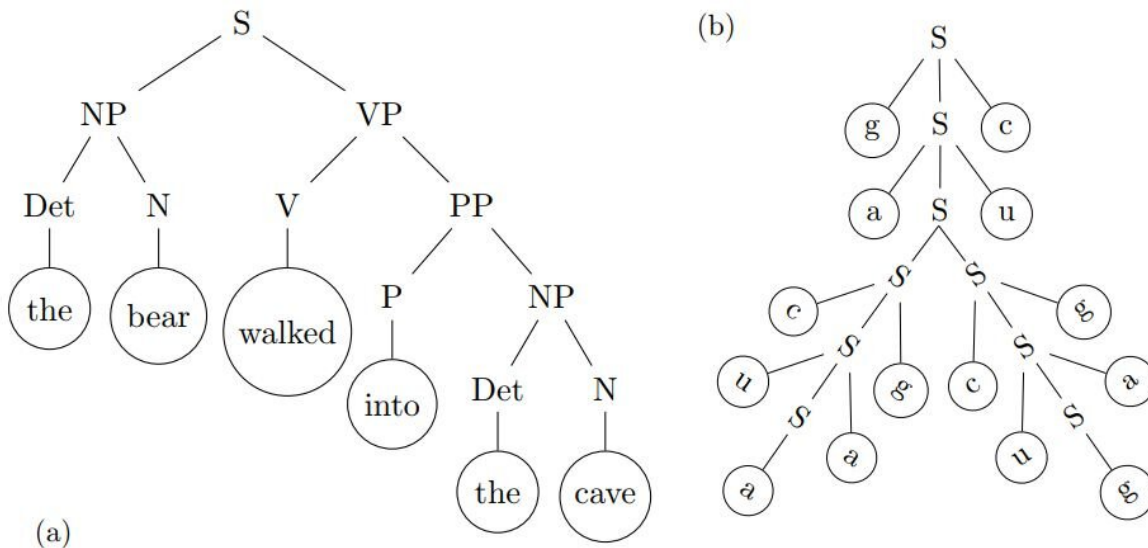 S
(b)
S
NP VP
g S c
Det N V PP
a S u
the bear walked
P NP
S S
c g
into
Det N
S S
u g c a
the cave
S S
a u
a g
(a)